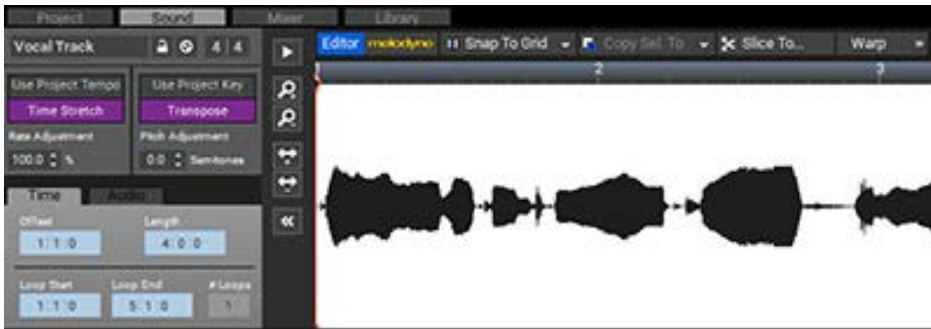 Project Sound Mixer Library
Vocal Track 4 4
Editor melodyne Snap To Grid Copy Sel. To Slice To... Warp
1 2 3
Use Project Tempo Use Project Key
Time Stretch Transpose
Rate Adjustment Pitch Adjustment
100.0 % 0.0 Semitones
Time Audio
Offset Length
1: 1: 0 4: 0: 0
Loop Start Loop End # Loops
1: 1: 0 5: 1: 0 1